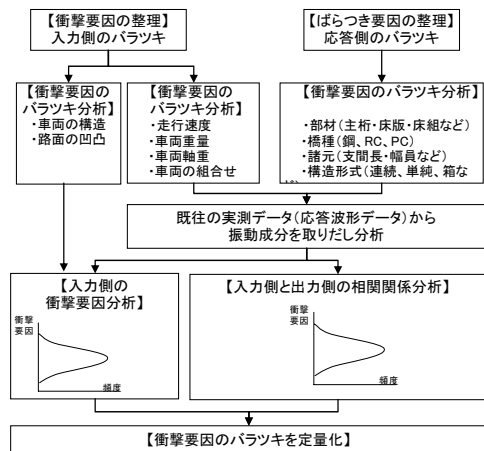 【衝撃要因の整理】
入力側のバラツキ
【ばらつき要因の整理】
応答側のバラツキ
【衝撃要因の
バラツキ分析】
・車両の構造
・路面の凹凸
【衝撃要因の
バラツキ分析】
・走行速度
・車両重量
・車両軸重
・車両の組合せ
【衝撃要因のバラツキ分析】
・部材(主桁・床版・床組など)
・橋種(鋼、RC、PC)
・諸元(支間長・幅員など)
・構造形式(連続、単純、箱な
既往の実測データ(応答波形データ)から
振動成分を取りだし分析
【入力側の
衝撃要因分析】
衝撃
要因
頻度
【入力側と出力側の相関関係分析】
衝撃
要因
頻度
【衝撃要因のバラツキを定量化】